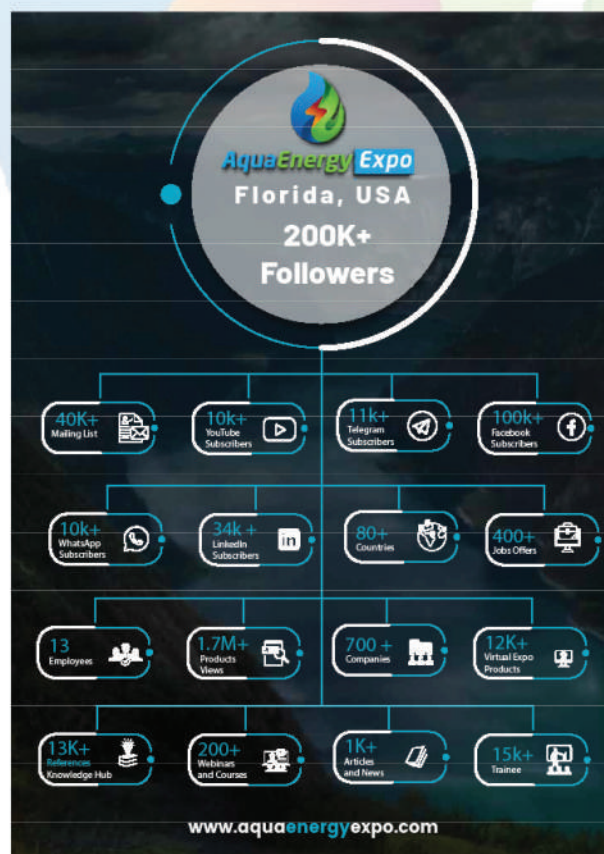 AquaEnergy Expo
Florida, USA
200K+
Followers
40K+
Mailing List
10k+
YouTube
Subscribers
11k+
Telegram
Subscribers
100k+
Facebook
Subscribers
10k+
WhatsApp
Subscribers
34k +
LinkedIn
Subscribers
in
80+
Countries
400+
Jobs Offers
13
Employees
1.7M+
Products
Views
700 +
Companies
12K+
Virtual Expo
Products
13K+
References
Knowledge Hub
200+
Webinars
and Courses
1K+
Articles
and News
15k+
Trainee
www.aquaenergyexpo.com